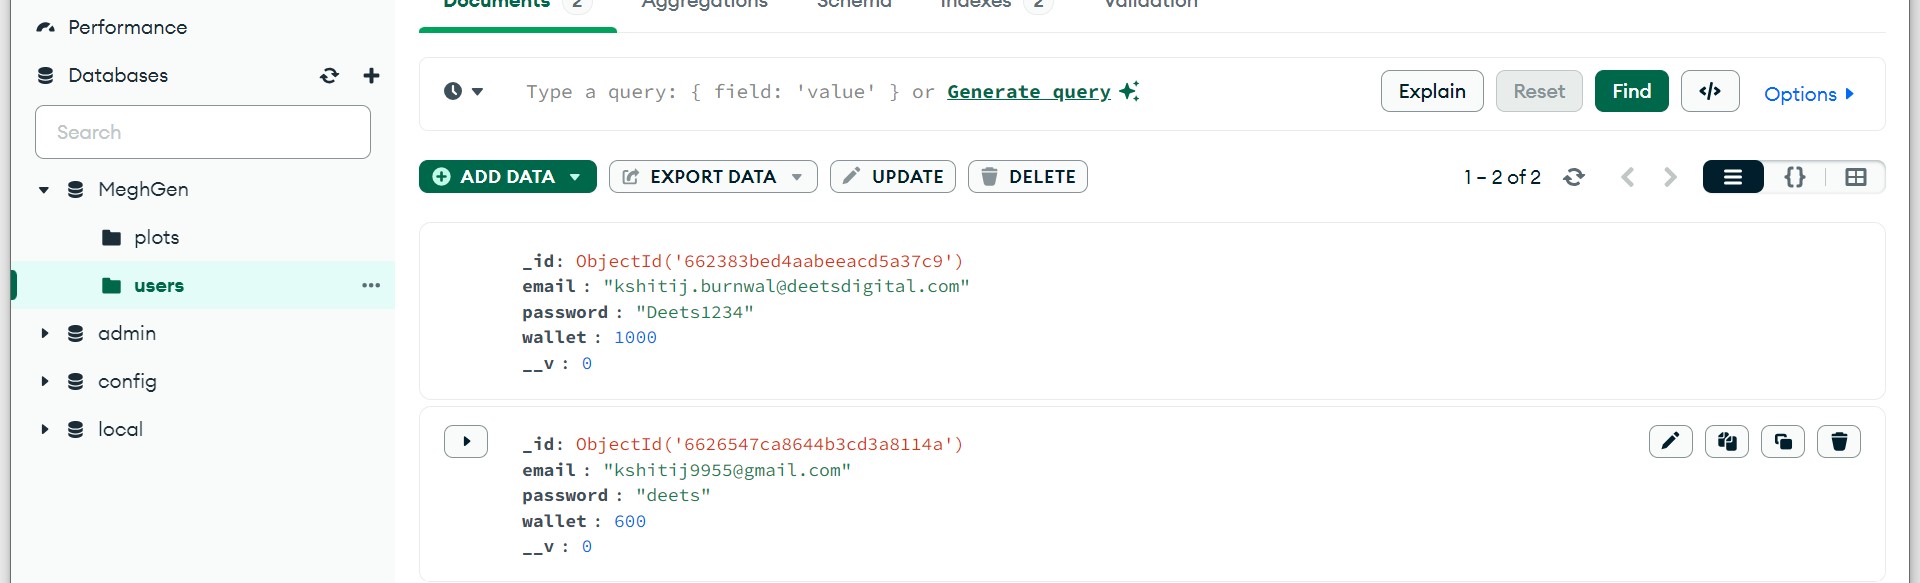 Documents 2 Aggregations Schema Indexes 2 Validation
Performance
Databases
Search
MeghGen
plots
users
admin
config
local
Type a query: { field: 'value' } or Generate query
Explain Reset Find </> Options
ADD DATA EXPORT DATA UPDATE DELETE 1 – 2 of 2 {}
_id: ObjectId('662383bed4aabeeacd5a37c9')
email : "kshitij.burnwal@deetsdigital.com"
password : "Deets1234"
wallet : 1000
__v : 0
_id: ObjectId('6626547ca8644b3cd3a8114a')
email : "kshitij9955@gmail.com"
password : "deets"
wallet : 600
__v : 0